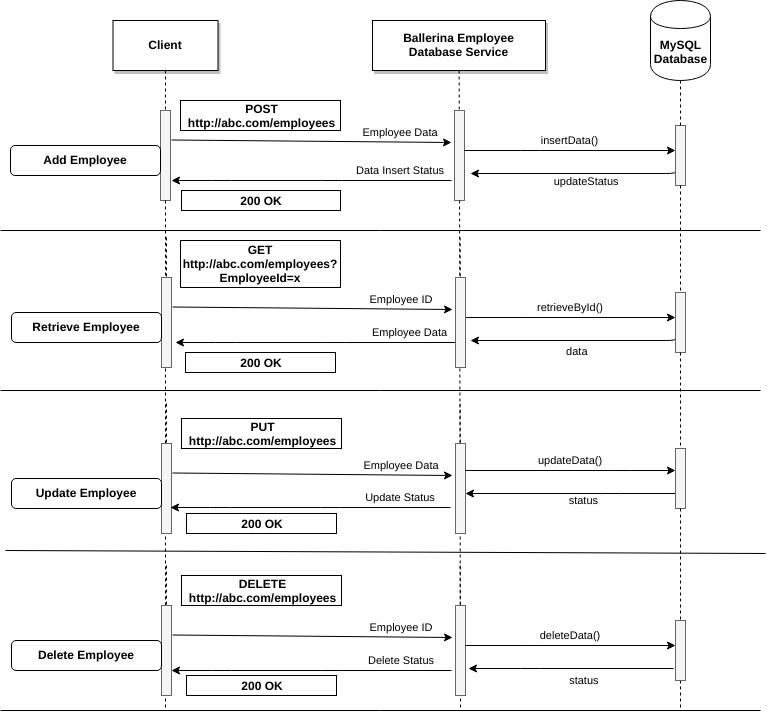 Client
Ballerina Employee
Database Service
MySQL
Database
POST
http://abc.com/employees
Employee Data
insertData()
Add Employee
Data Insert Status
updateStatus
200 OK
GET
http://abc.com/employees?
EmployeeId=x
Employee ID
retrieveById()
Retrieve Employee
Employee Data
data
200 OK
PUT
http://abc.com/employees
Employee Data
updateData()
Update Employee
Update Status
status
200 OK
DELETE
http://abc.com/employees
Employee ID
deleteData()
Delete Employee
Delete Status
status
200 OK